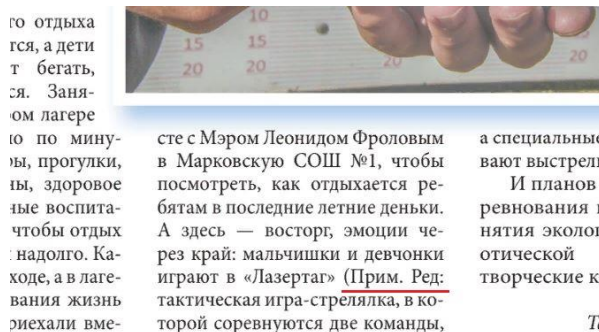 10
15 15
20 20
20
20
го отдыха
тся, а дети
т бегать,
ся. Заня-
ом лагере
но по мину-
ры, прогулки,
ны, здоровое
ные воспита-
чтобы отдых
надолго. Ка-
ходе, а в лаге-
вания жизнь
риехали вме-
сте с Мэром Леонидом Фроловым
в Марковскую СОШ №1, чтобы
посмотреть, как отдыхается ре-
бятам в последние летние деньки.
А здесь — восторг, эмоции че-
рез край: мальчишки и девчонки
играют в «Лазертаг» (Прим. Ред:
тактическая игра-стрелялка, в ко-
торой соревнуются две команды,
а специальные
вают выстрел
И планов
ревнования
нятия эколо
отической
творческие к